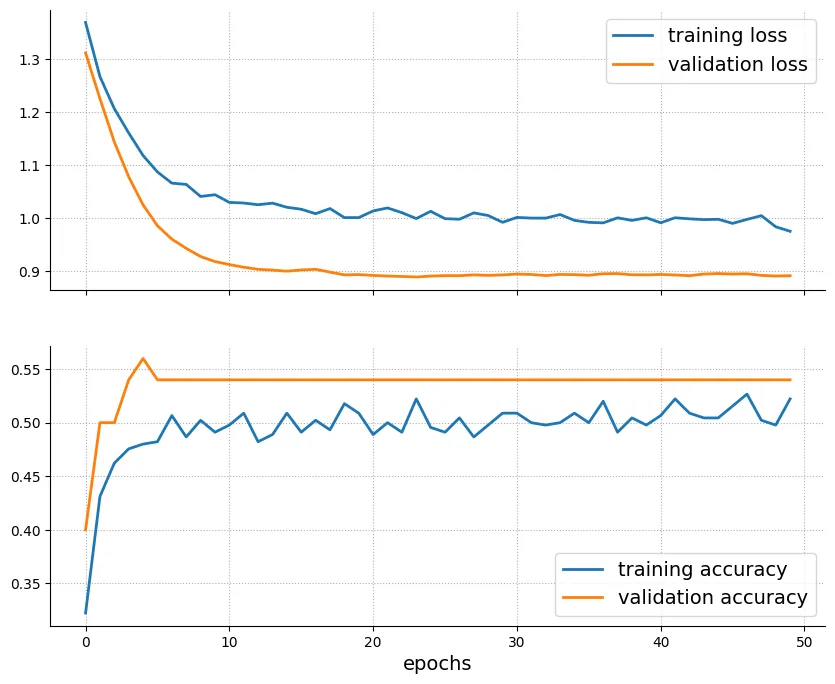 training loss
validation loss
1.3
1.2
1.1
1.0
0.9
0.55
0.50
0.45
0.40
0.35
training accuracy
validation accuracy
0 10 20 30 40 50
epochs